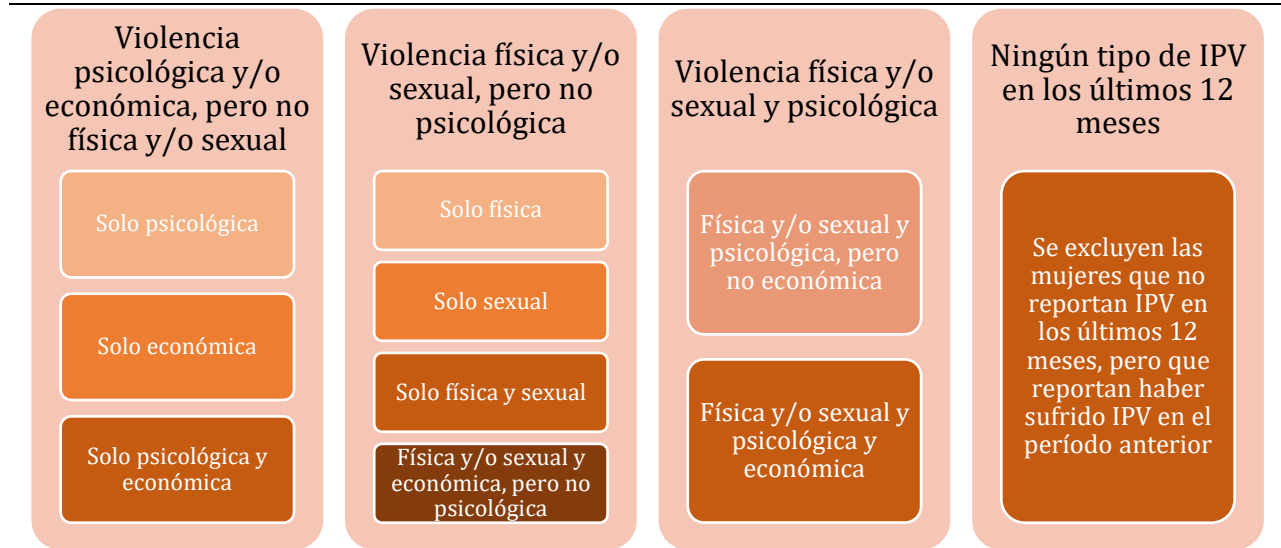 Violencia
psicológica y/o
económica, pero no
física y/o sexual
Solo psicológica
Solo económica
Solo psicológica y
económica
Violencia física y/o
sexual, pero no
psicológica
Solo física
Solo sexual
Solo física y sexual
Física y/o sexual y
económica, pero no
psicológica
Violencia física y/o
sexual y psicológica
Física y/o sexual y
psicológica, pero
no económica
Física y/o sexual y
psicológica y
económica
Ningún tipo de IPV
en los últimos 12
meses
Se excluyen las
mujeres que no
reportan IPV en
los últimos 12
meses, pero que
reportan haber
sufrido IPV en el
período anterior